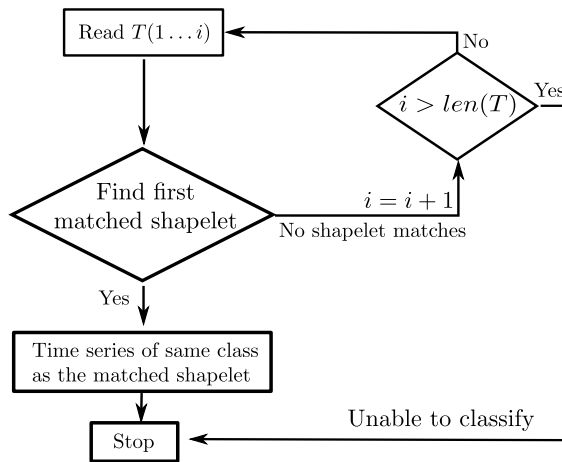 Read T(1...i)
No
i > len(T)
Yes
Find first
matched shapelet
i = i + 1
No shapelet matches
Yes
Time series of same class
as the matched shapelet
Unable to classify
Stop